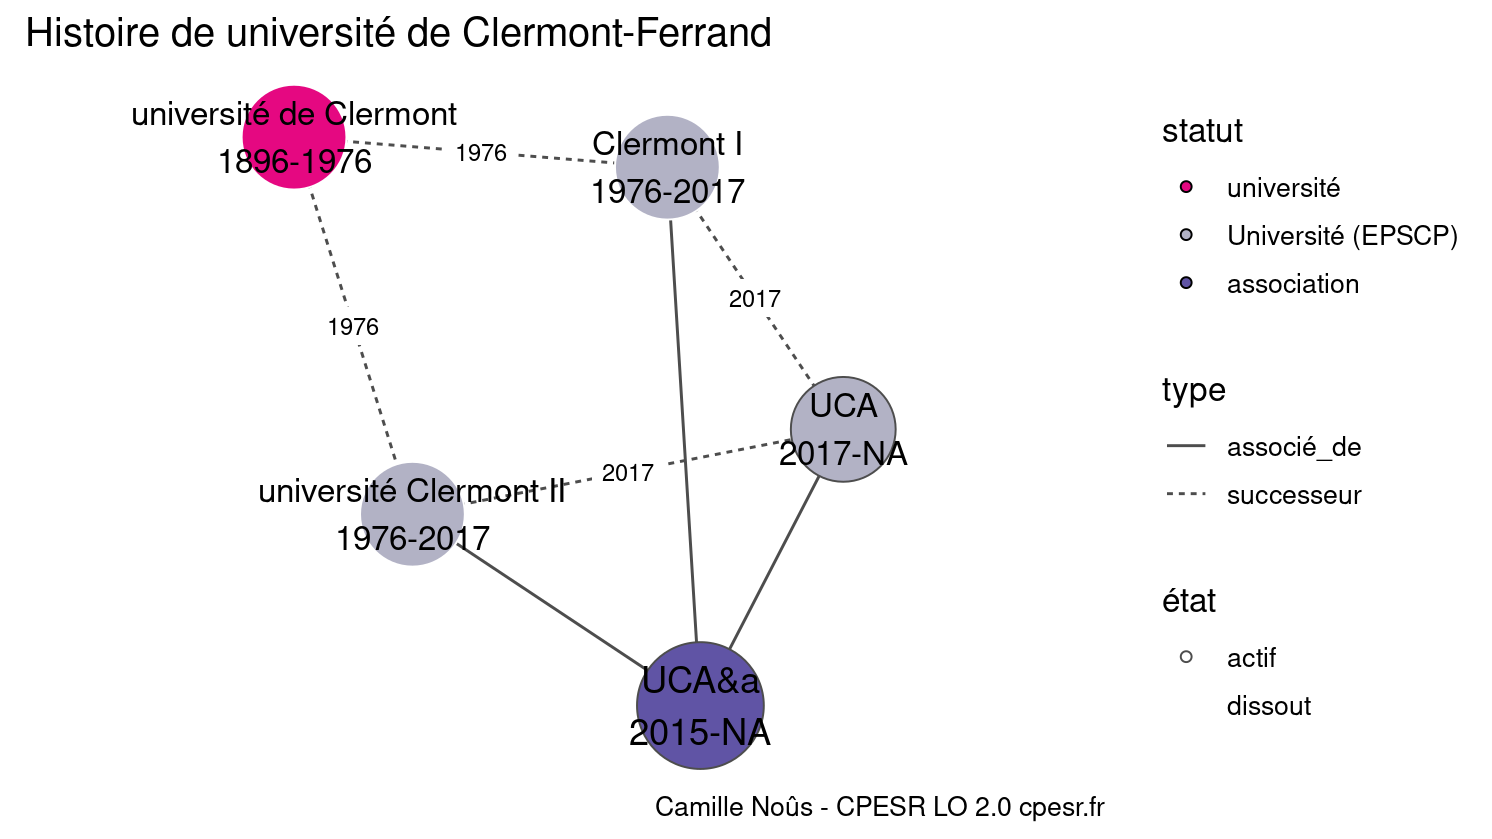 Histoire de université de Clermont-Ferrand
université de Clermont
1896-1976
1976
Clermont I
1976-2017
1976
2017
UCA
2017-NA
2017
université Clermont II
1976-2017
UCA&a
2015-NA
statut
université
Université (EPSCP)
association
type
associé_de
successeur
état
actif
dissout
Camille Noûs - CPESR LO 2.0 cpesr.fr